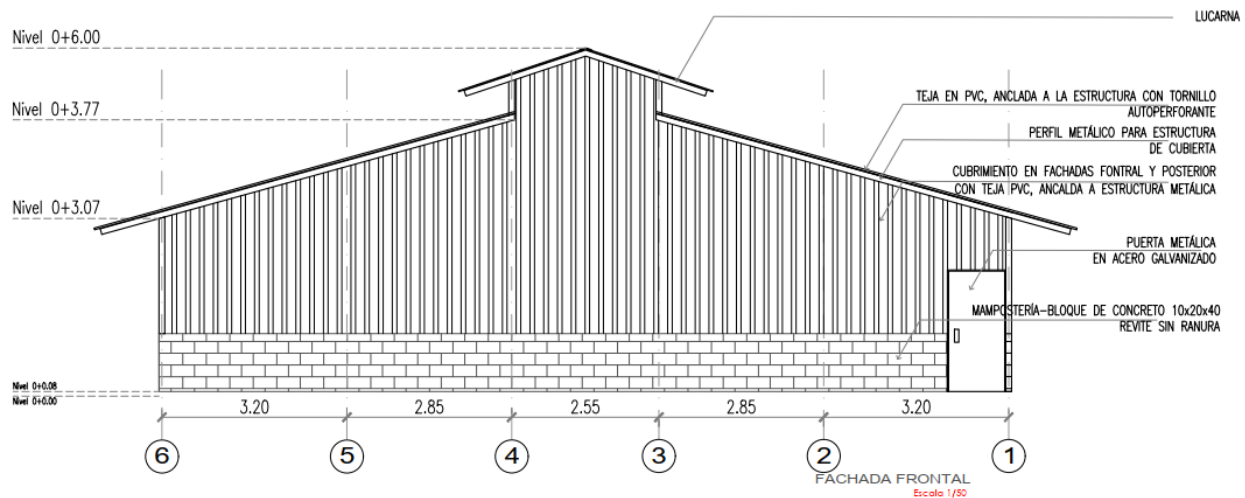 LUCARNA
Nivel 0+6.00
TEJA EN PVC, ANCLADA A LA ESTRUCTURA CON TORNILLO
AUTOPERFORANTE
Nivel 0+3.77
PERFIL METÁLICO PARA ESTRUCTURA
DE CUBIERTA
CUBRIMIENTO EN FACHADAS FONTRAL Y POSTERIOR
CON TEJA PVC, ANCALDA A ESTRUCTURA METÁLICA
Nivel 0+3.07
PUERTA METÁLICA
EN ACERO GALVANIZADO
MAMPOSTERÍA-BLOQUE DE CONCRETO 10x20x40
REVITE SIN RANURA
Nivel 0+0.08
Nivel 0+0.00
3.20 2.85 2.55 2.85 3.20
6 5 4 3 2 1
FACHADA FRONTAL
Escala 1/50